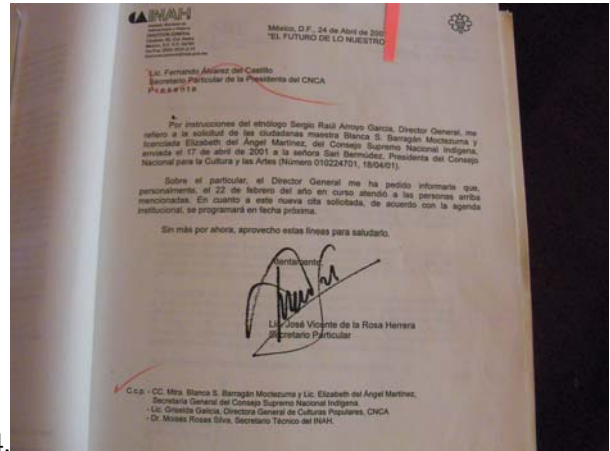 INAH
DIRECCIÓN GENERAL
México, D.F., 24 de Abril de 200
"EL FUTURO DE LO NUESTRO
Lic. Fernando Álvarez del Castillo
Secretario Particular de la Presidenta del CNCA
P r e s e n t e
Por instrucciones del etnólogo Sergio Raúl Arroyo García, Director General, me
refiero a la solicitud de las ciudadanas maestra Blanca S. Barragán Moctezuma y
licenciada Elizabeth del Ángel Martínez, del Consejo Supremo Nacional Indígena,
enviada el 17 de abril de 2001 a la señora Sari Bermúdez, Presidenta del Consejo
Nacional para la Cultura y las Artes (Número 010224701, 18/04/01).
Sobre el particular, el Director General me ha pedido informarle que,
personalmente, el 22 de febrero del año en curso atendió a las personas arriba
mencionadas. En cuanto a este nueva cita solicitada, de acuerdo con la agenda
institucional, se programará en fecha próxima.
Sin más por ahora, aprovecho estas líneas para saludarlo.
Atentamente,
Lic. José Vicente de la Rosa Herrera
Secretario Particular
C.c.p. - CC. Mtra. Blanca S. Barragán Moctezuma y Lic. Elizabeth del Ángel Martínez,
Secretaría General del Consejo Supremo Nacional Indígena.
- Lic. Griselda Galicia, Directora General de Culturas Populares, CNCA
- Dr. Moisés Rosas Silva, Secretario Técnico del INAH.
4.